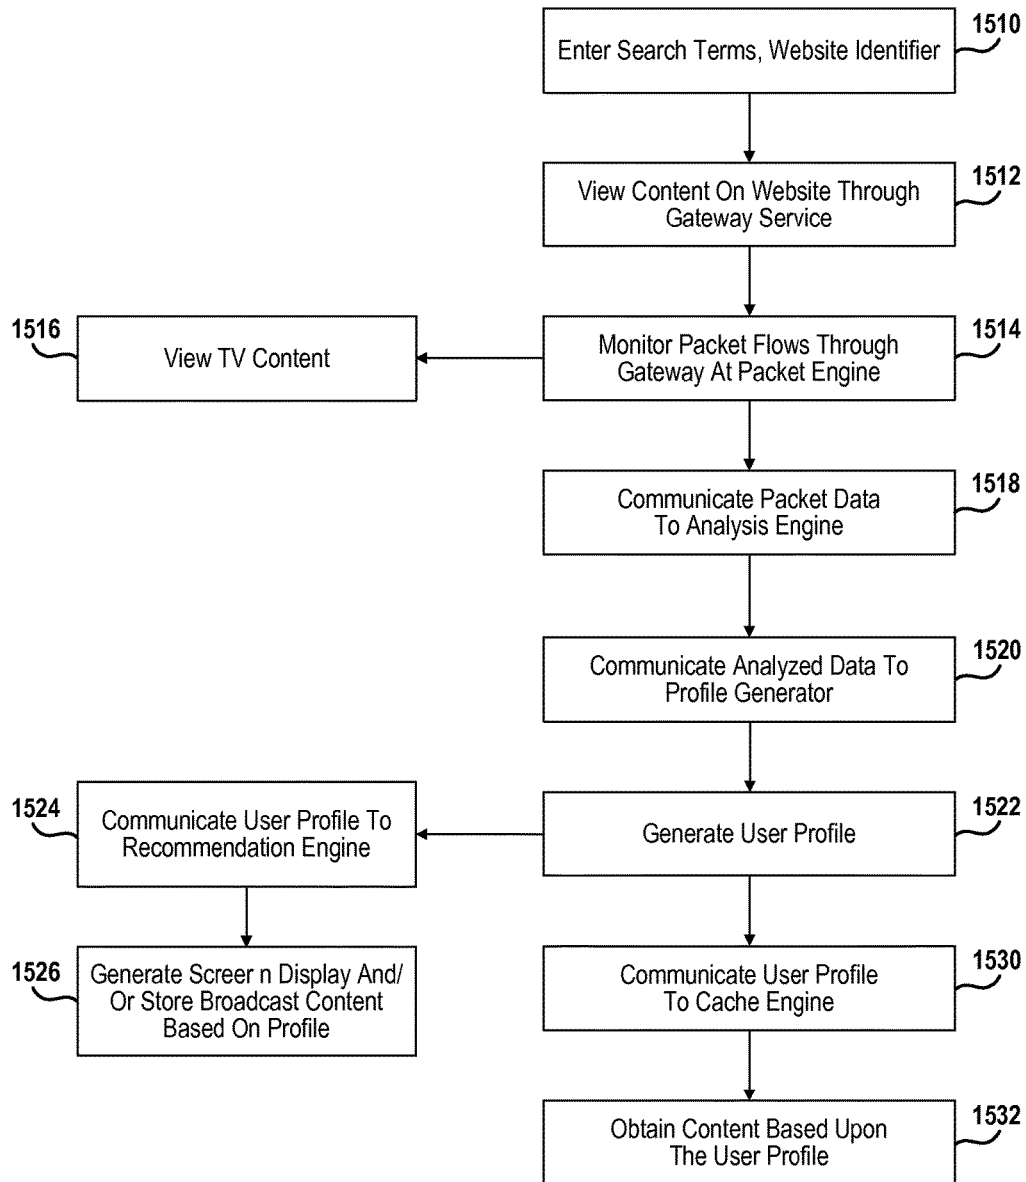 1510
Enter Search Terms, Website Identifier
1512
View Content On Website Through
Gateway Service
1516
View TV Content
1514
Monitor Packet Flows Through
Gateway At Packet Engine
1518
Communicate Packet Data
To Analysis Engine
1520
Communicate Analyzed Data To
Profile Generator
1524
Communicate User Profile To
Recommendation Engine
1522
Generate User Profile
1526
Generate Screer n Display And/
Or Store Broadcast Content
Based On Profile
1530
Communicate User Profile
To Cache Engine
1532
Obtain Content Based Upon
The User Profile